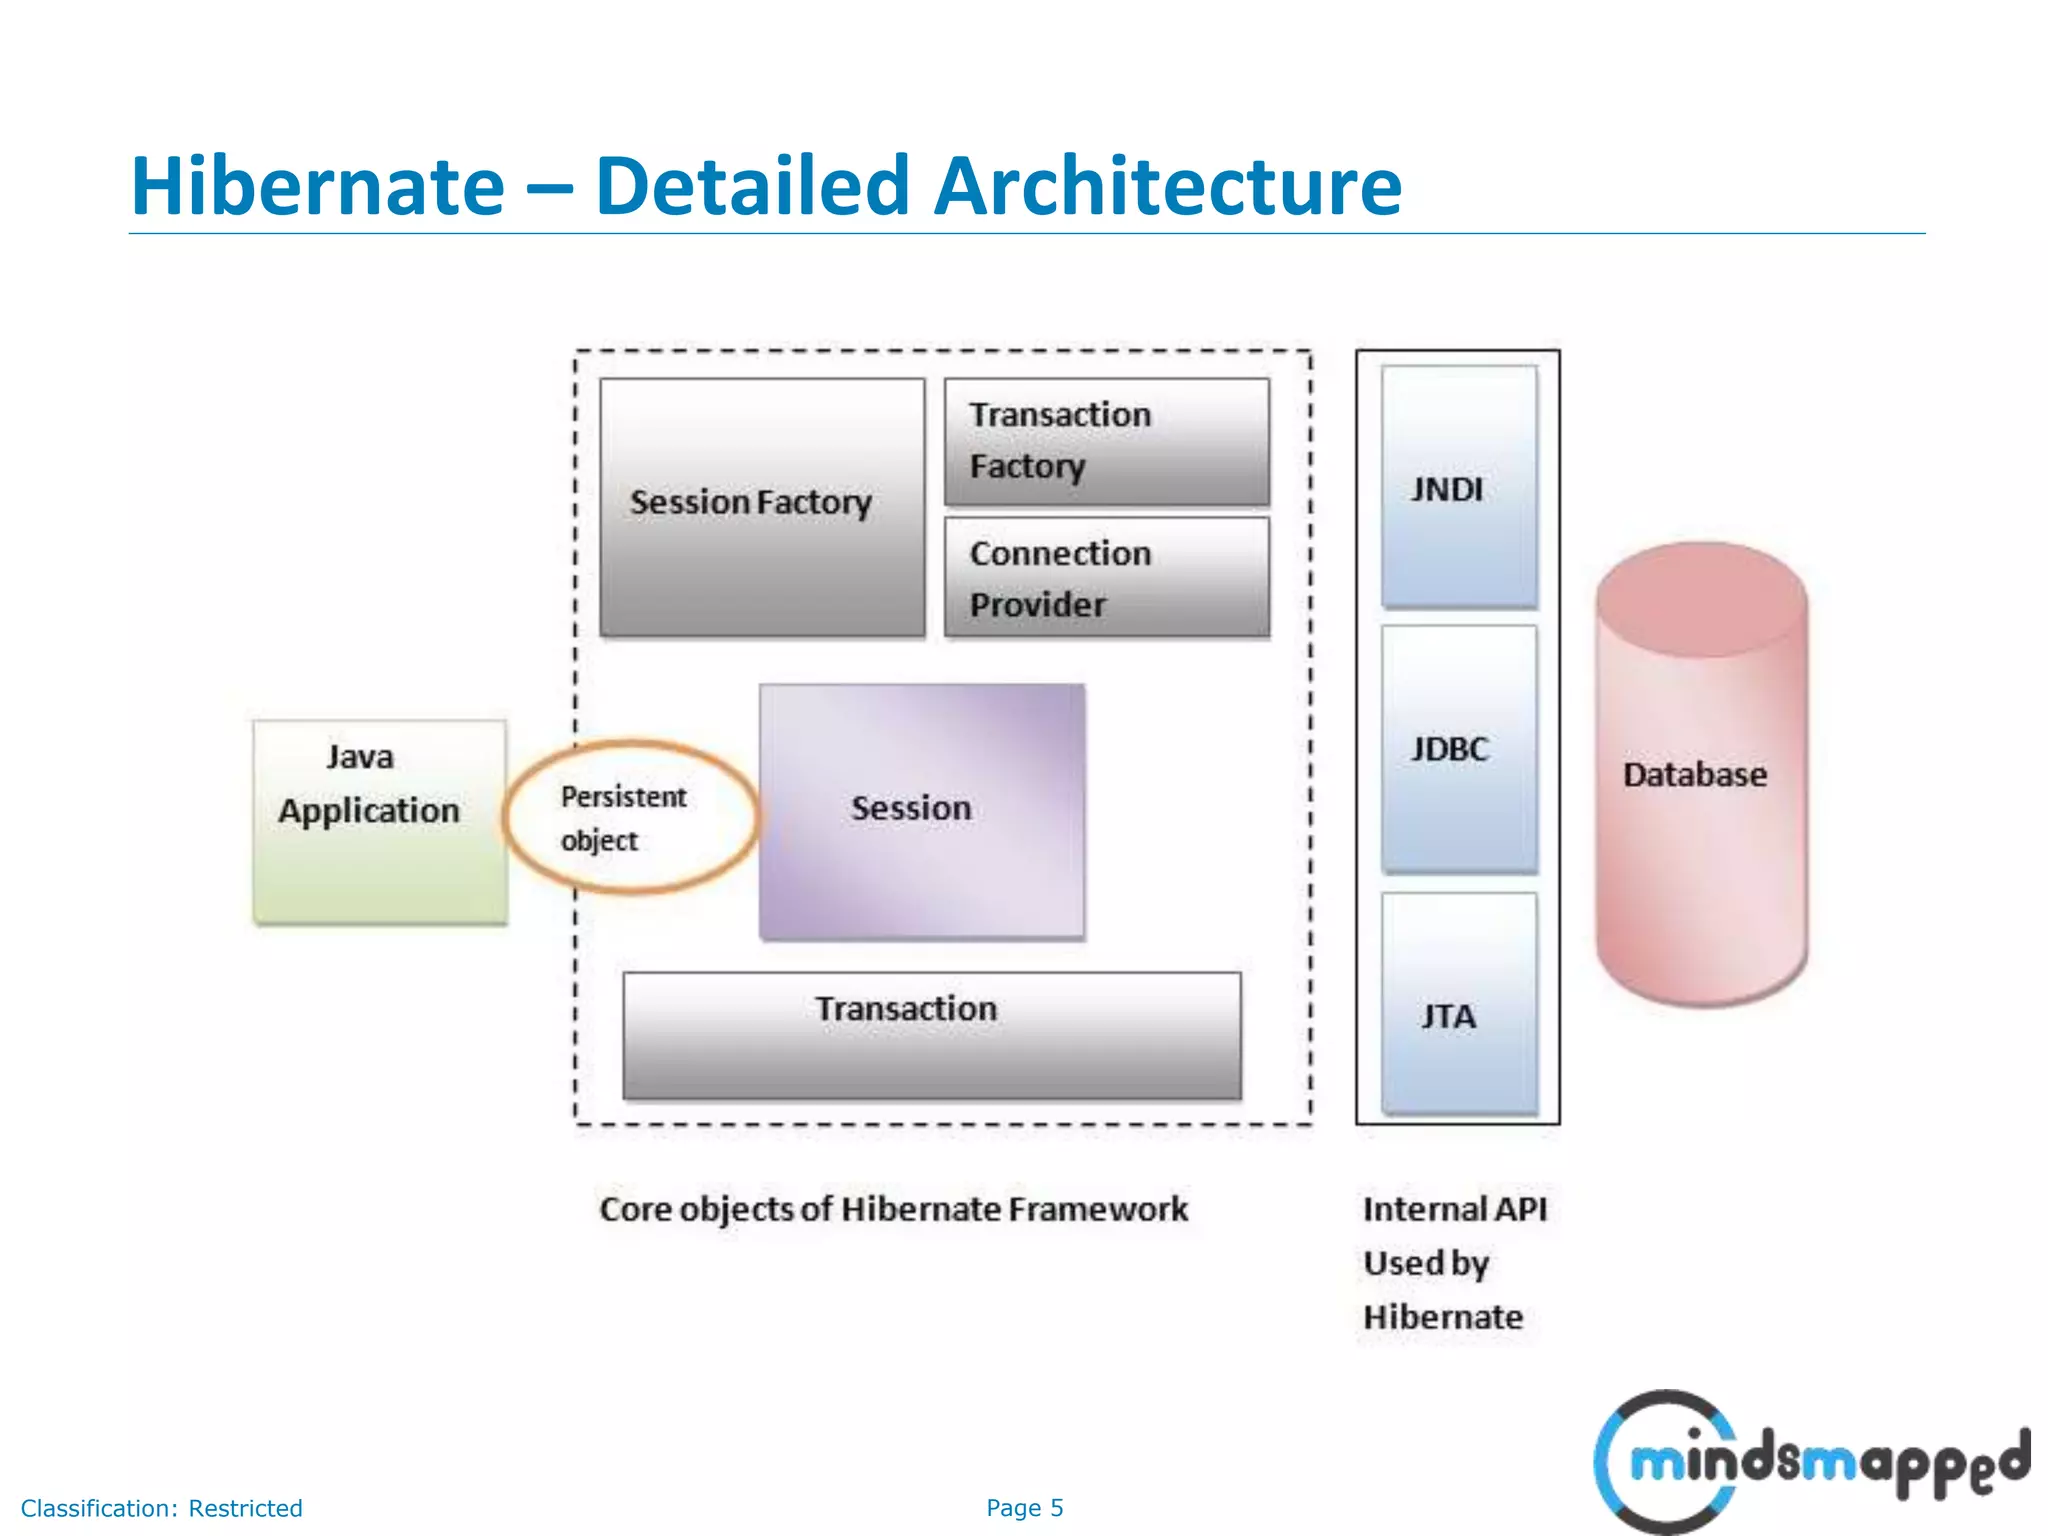 Hibernate – Detailed Architecture
Session Factory
Transaction
Factory
Connection
Provider
Java
Application
Persistent
object
Session
Transaction
JNDI
JDBC
JTA
Database
Core objects of Hibernate Framework
Internal API
Used by
Hibernate
Classification: Restricted
Page 5
mindsmapped